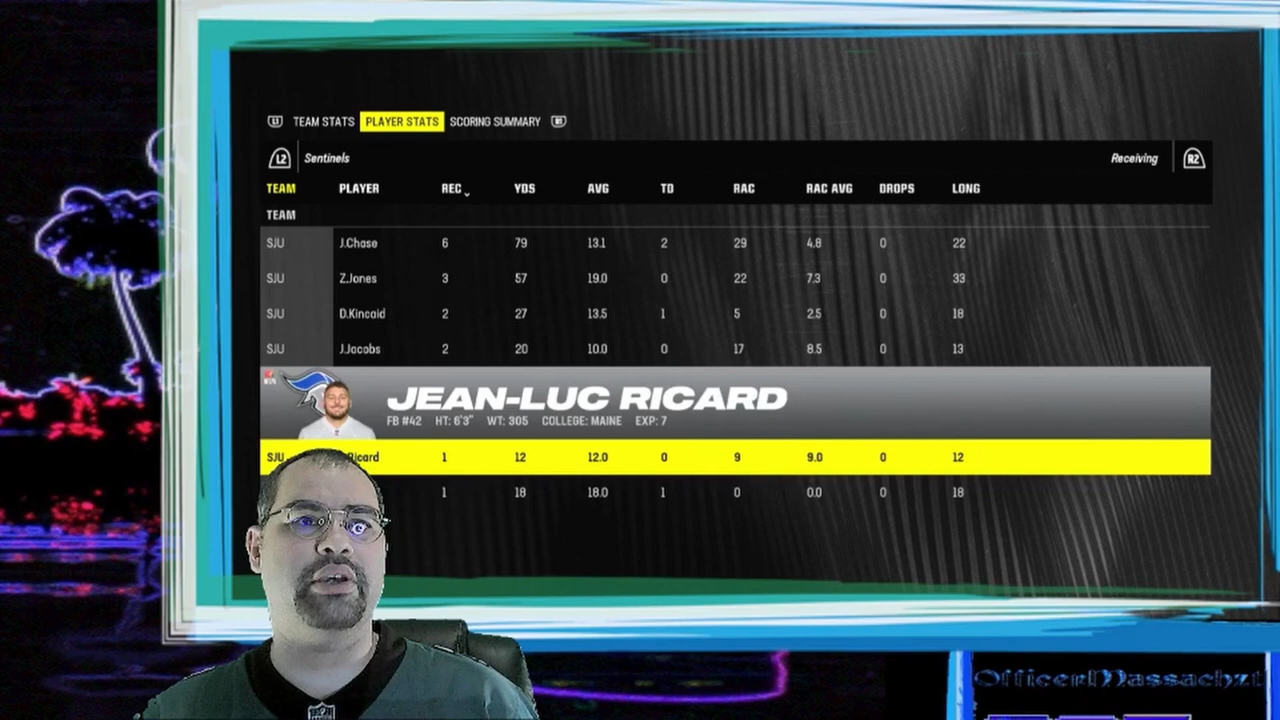 L1 TEAM STATS PLAYER STATS SCORING SUMMARY R1
L2 Sentinels Receiving R2
TEAM PLAYER REC YDS AVG TD RAC RAC AVG DROPS LONG
TEAM
SJU J.Chase 6 79 13.1 2 29 4.8 0 22
SJU Z.Jones 3 57 19.0 0 22 7.3 0 33
SJU D.Kincaid 2 27 13.5 1 5 2.5 0 18
SJU J.Jacobs 2 20 10.0 0 17 8.5 0 13
JEAN-LUC RICARD
FB #42 HT: 6'3" WT: 305 COLLEGE: MAINE EXP: 7
SJU Ricard 1 12 12.0 0 9 9.0 0 12
1 18 18.0 1 0 0.0 0 18
OfficerMassachzt